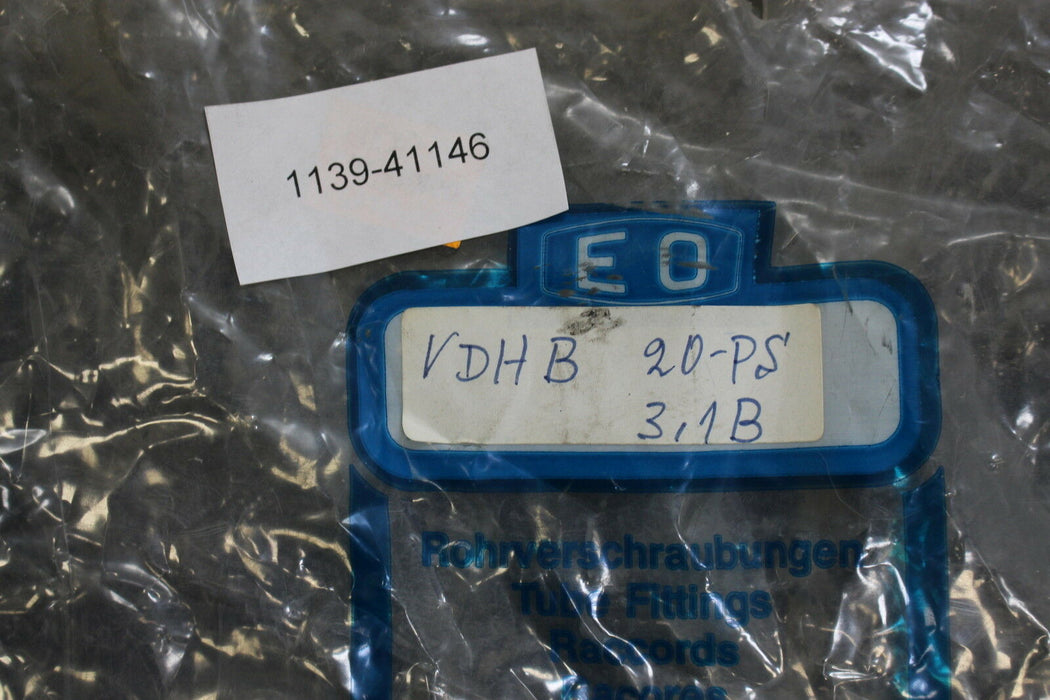 1139-41146
EO
VDHB 20-PS
3,1B
Rohrverschraubungen
Tube Fittings
Raccords